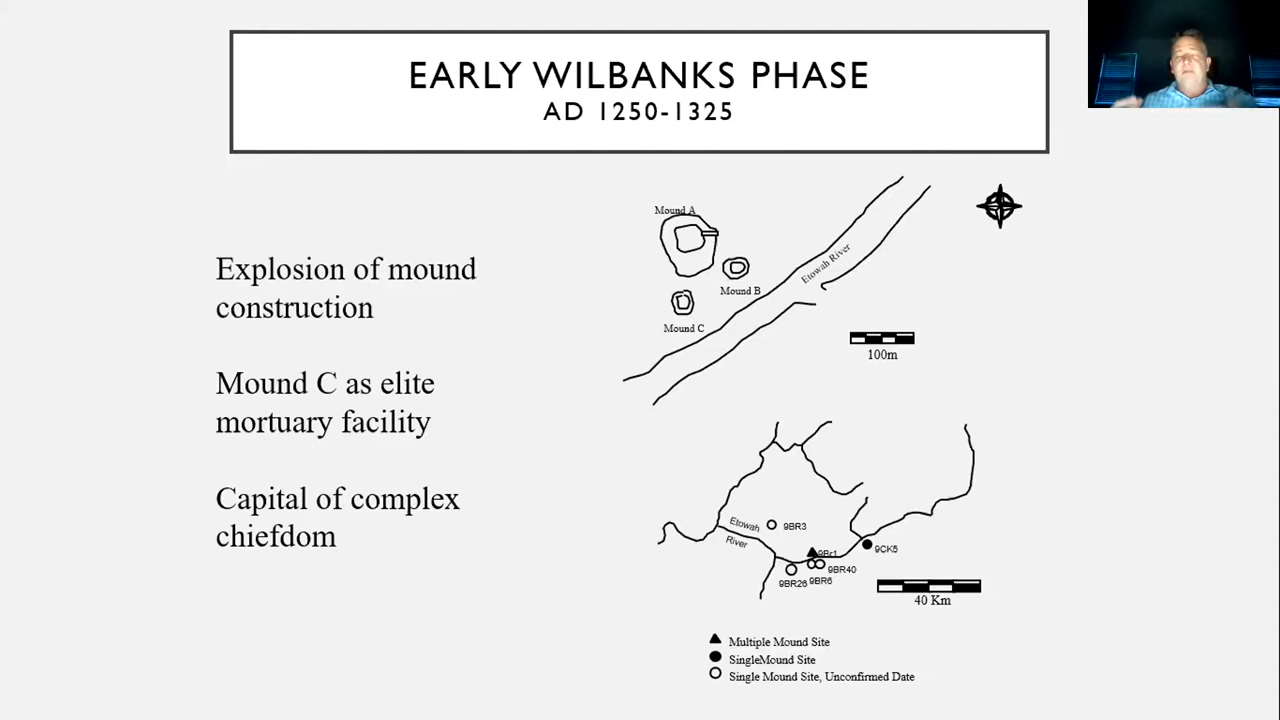 EARLY WILBANKS PHASE
AD 1250-1325
Explosion of mound
construction
Mound C as elite
mortuary facility
Capital of complex
chiefdom
Mound A
Mound B
Mound C
Etowah River
100m
Etowah
River
9BR3
9Br1
9CK5
9BR40
9BR26
9BR6
40 Km
Multiple Mound Site
SingleMound Site
Single Mound Site, Unconfirmed Date